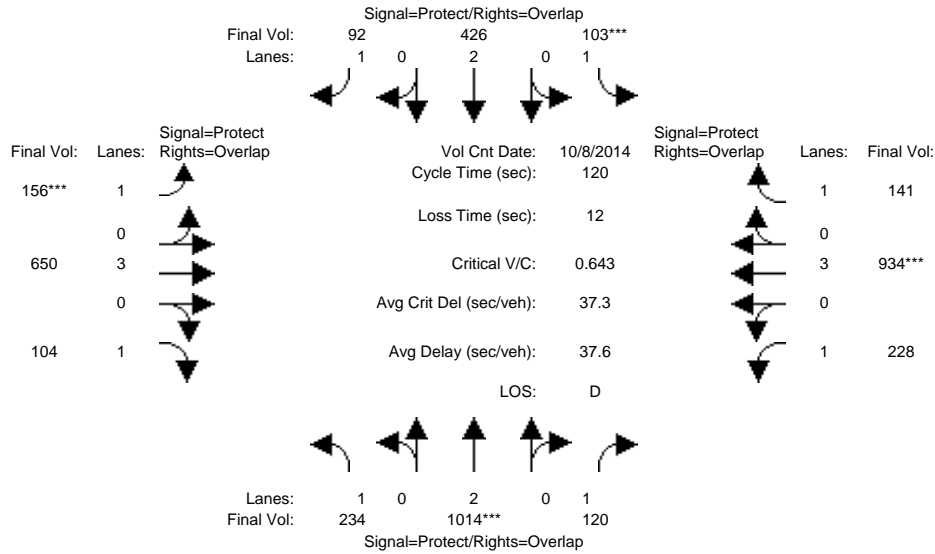 Signal=Protect/Rights=Overlap
Final Vol: 92 426 103***
Lanes: 1 0 2 0 1
Signal=Protect
Final Vol: Lanes: Rights=Overlap
Vol Cnt Date: 10/8/2014
Signal=Protect
Rights=Overlap Lanes: Final Vol:
Cycle Time (sec): 120
156*** 1
1 141
Loss Time (sec): 12
0
0
650 3
Critical V/C: 0.643
3 934***
0
Avg Crit Del (sec/veh): 37.3
0
104 1
Avg Delay (sec/veh): 37.6
1 228
LOS: D
Lanes: 1 0 2 0 1
Final Vol: 234 1014*** 120
Signal=Protect/Rights=Overlap